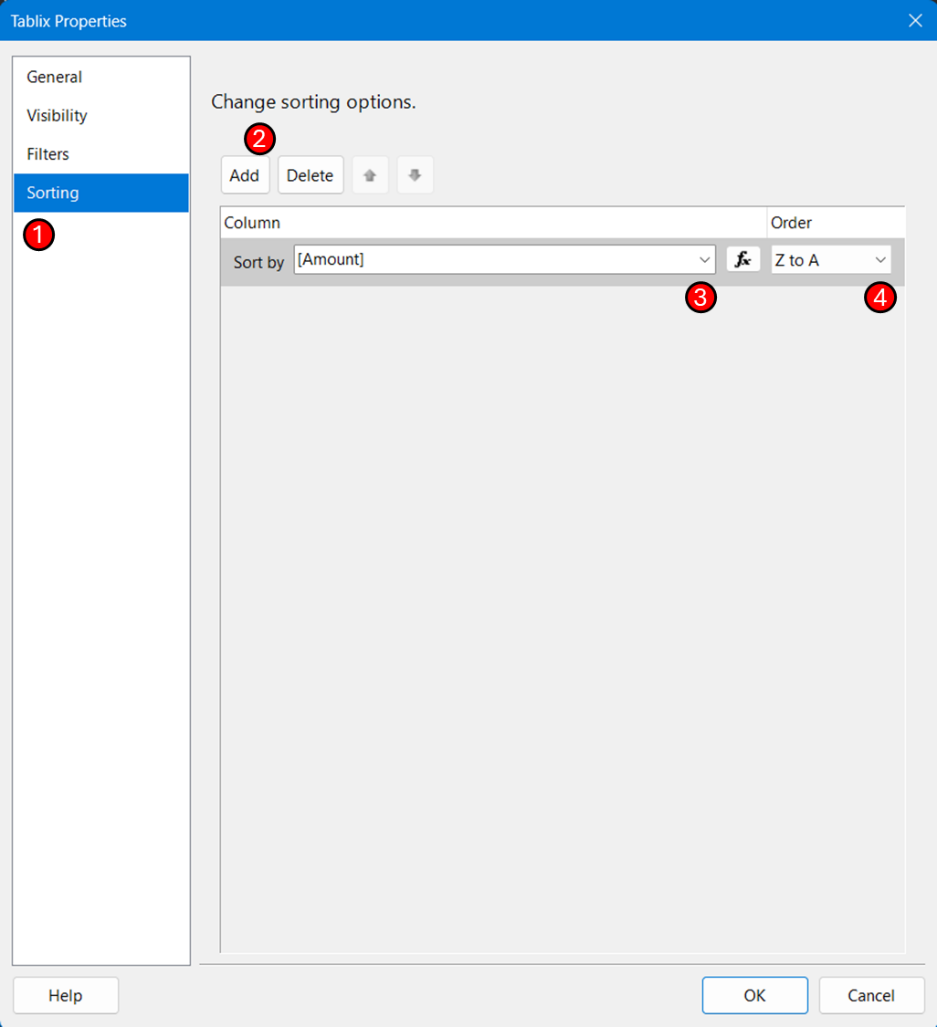 Tablix Properties
General
Visibility
Filters
Sorting
1
Change sorting options.
2
Add Delete
Column Order
Sort by [Amount] fx Z to A
3 4
Help OK Cancel